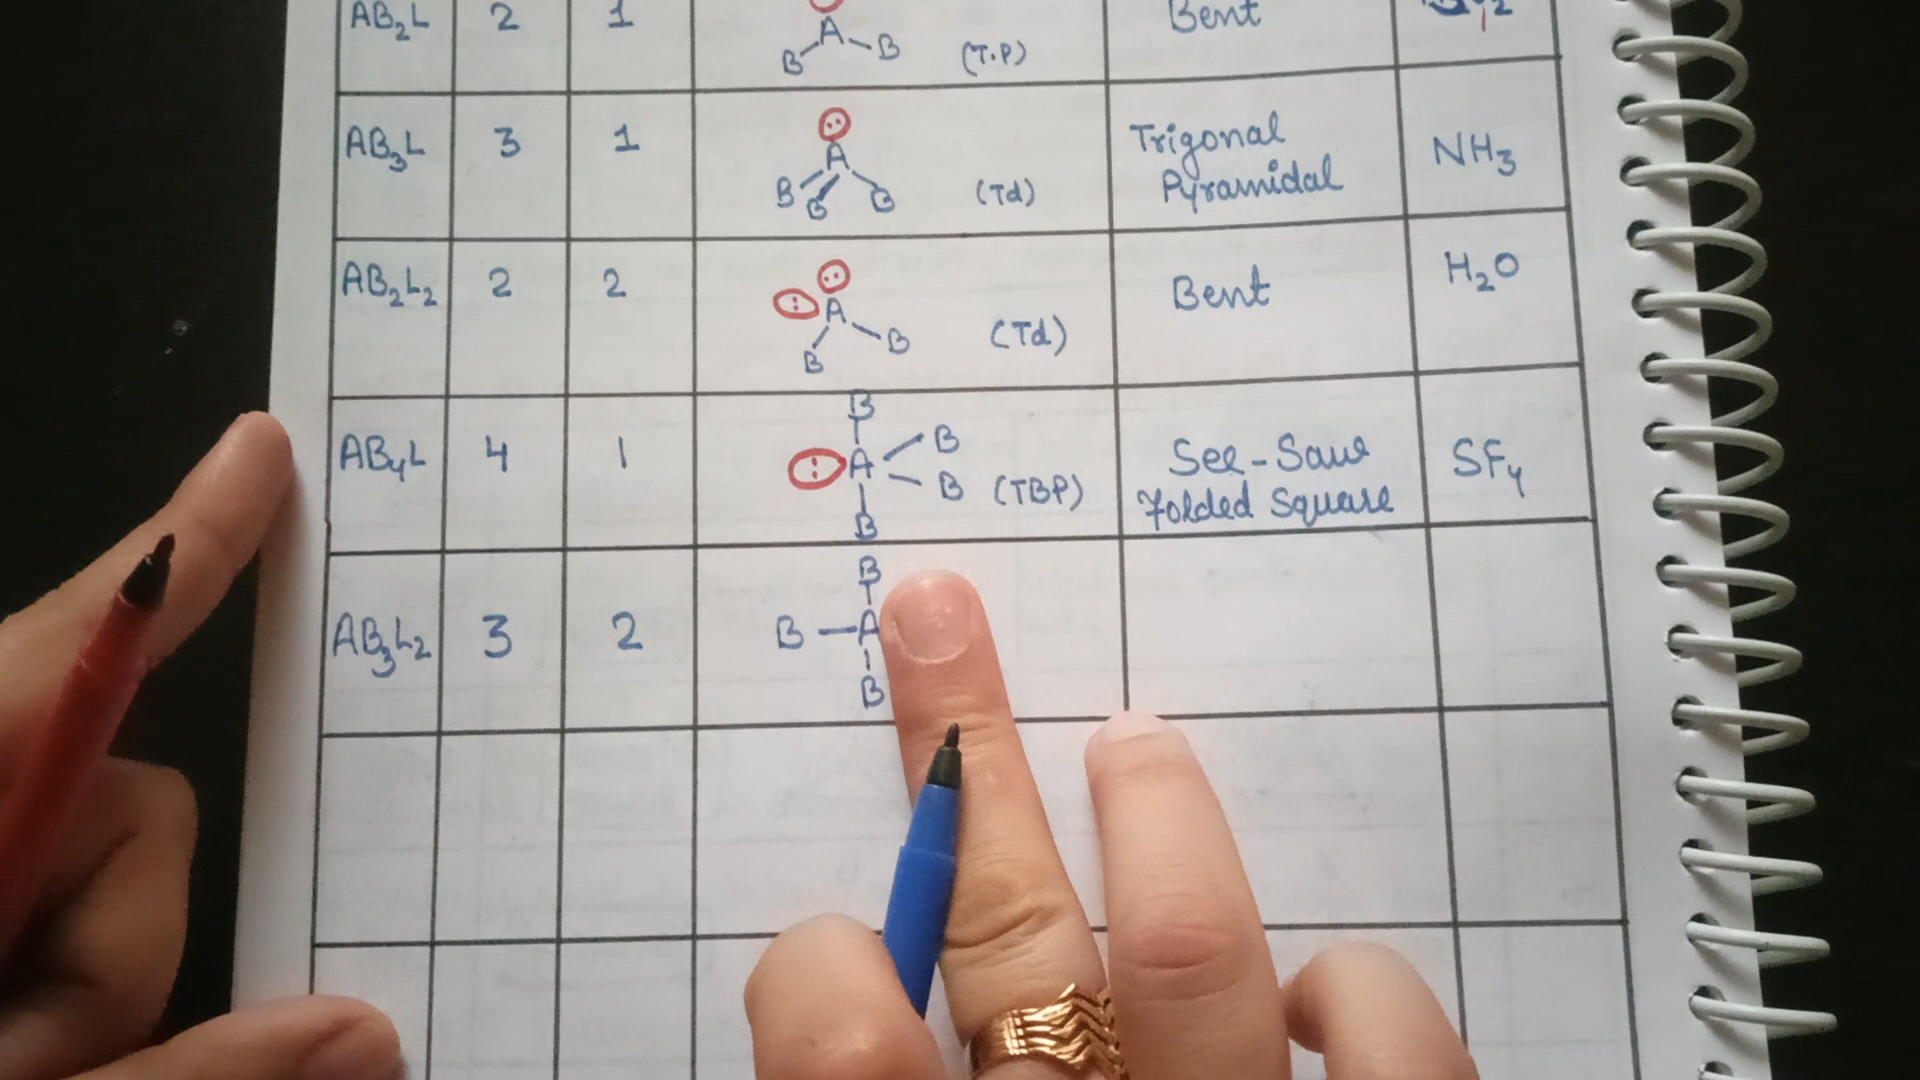 AB₂L 2 1 A B B (T.P) Bent
AB₃L 3 1 A B B B (Td) Trigonal Pyramidal NH₃
AB₂L₂ 2 2 A B B (Td) Bent H₂O
AB₄L 4 1 B A B B B (TBP) See-Saw Folded Square SF₄
AB₃L₂ 3 2 B B A B